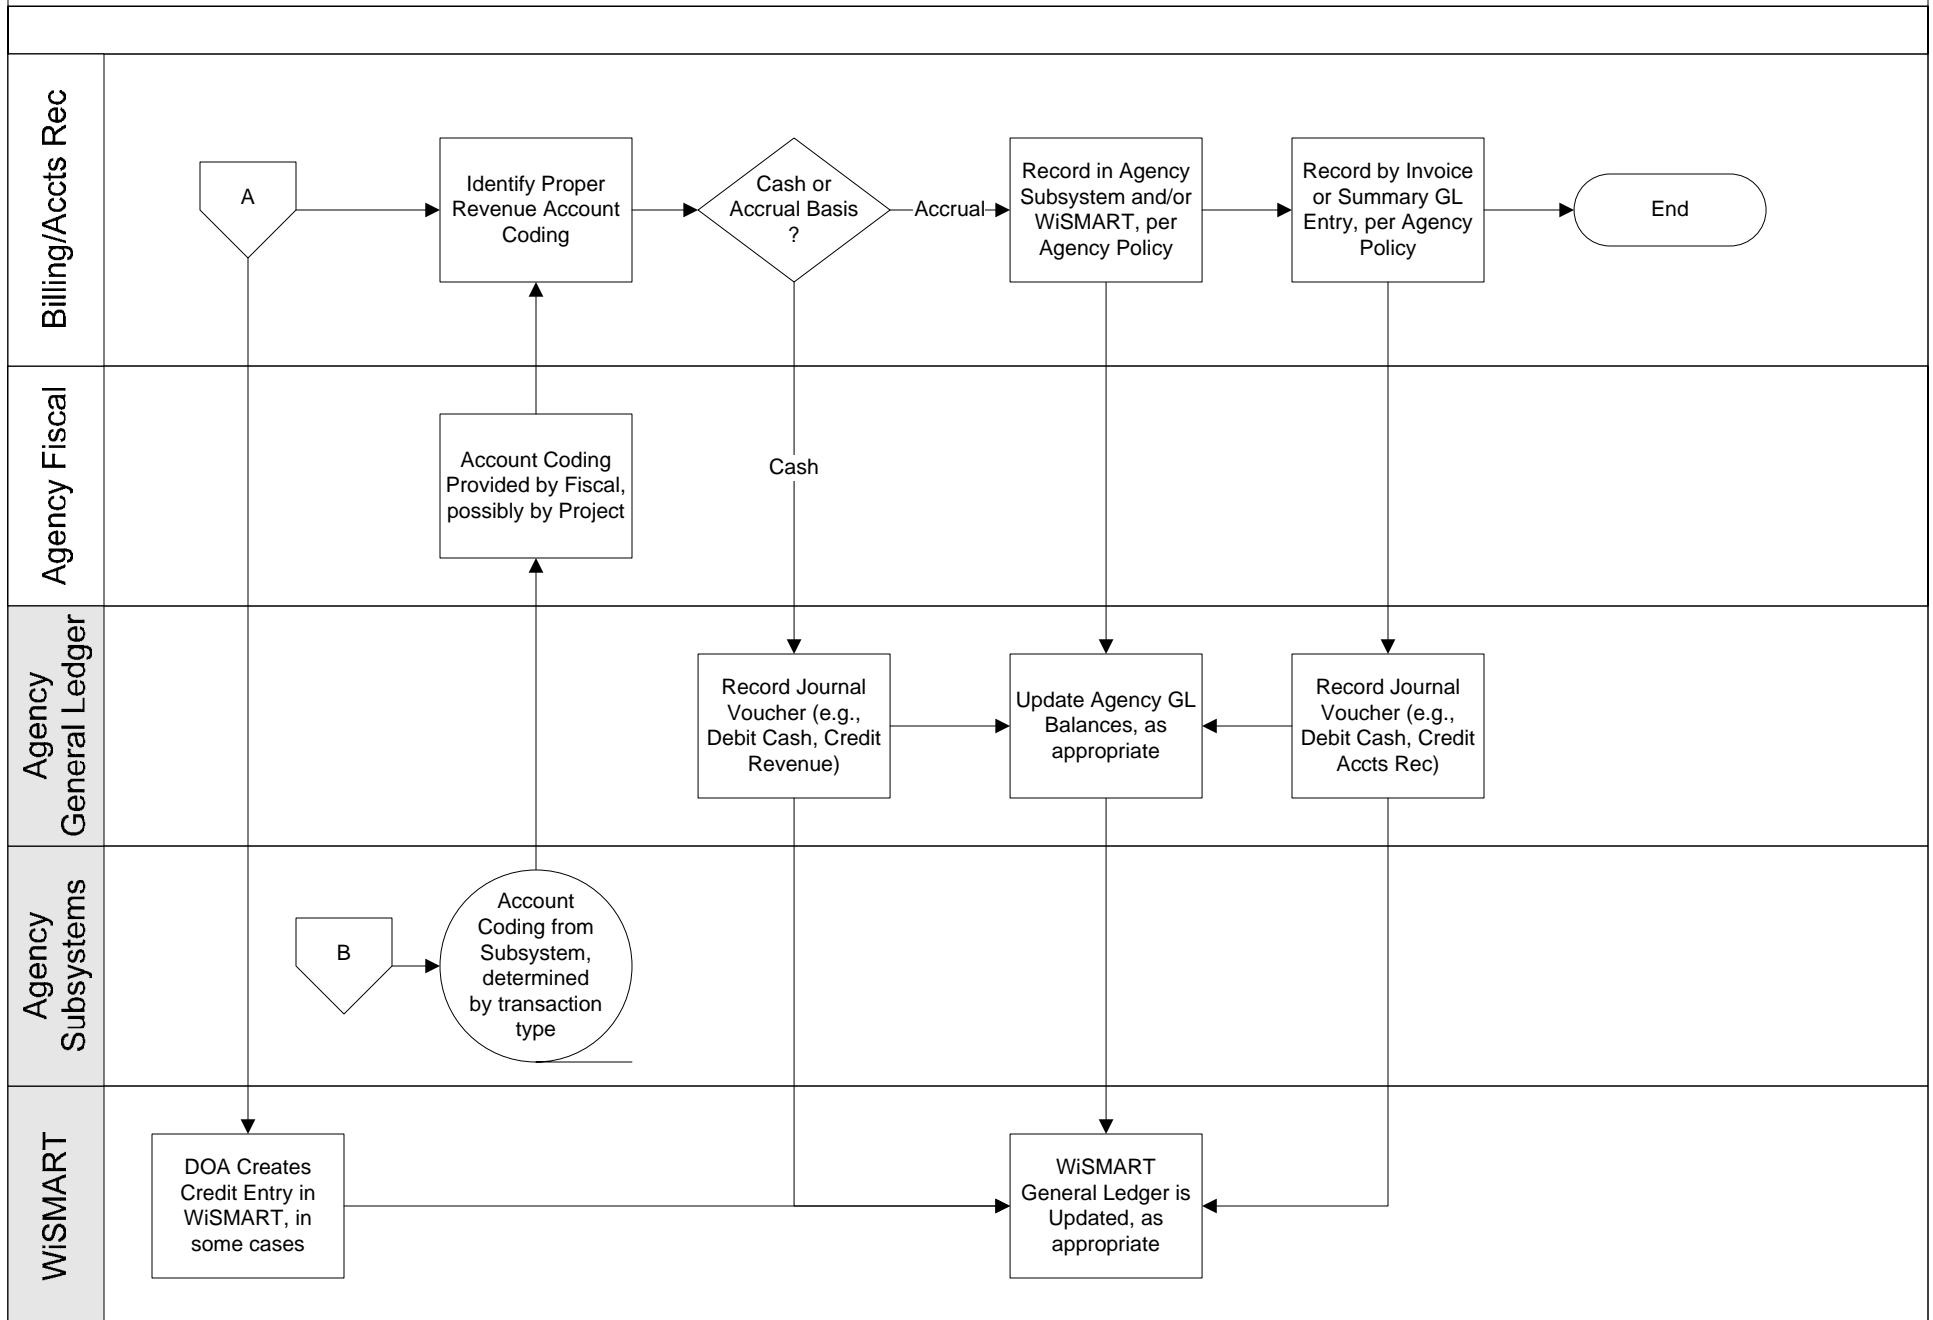 Billing/Accts Rec
A
Identify Proper
Revenue Account
Coding
Cash or
Accrual Basis
?
Accrual
Record in Agency
Subsystem and/or
WiSMART, per
Agency Policy
Record by Invoice
or Summary GL
Entry, per Agency
Policy
End
Agency Fiscal
Account Coding
Provided by Fiscal,
possibly by Project
Cash
Agency
General Ledger
Record Journal
Voucher (e.g.,
Debit Cash, Credit
Revenue)
Update Agency GL
Balances, as
appropriate
Record Journal
Voucher (e.g.,
Debit Cash, Credit
Accts Rec)
Agency
Subsystems
B
Account
Coding from
Subsystem,
determined
by transaction
type
WiSMART
DOA Creates
Credit Entry in
WiSMART, in
some cases
WiSMART
General Ledger is
Updated, as
appropriate